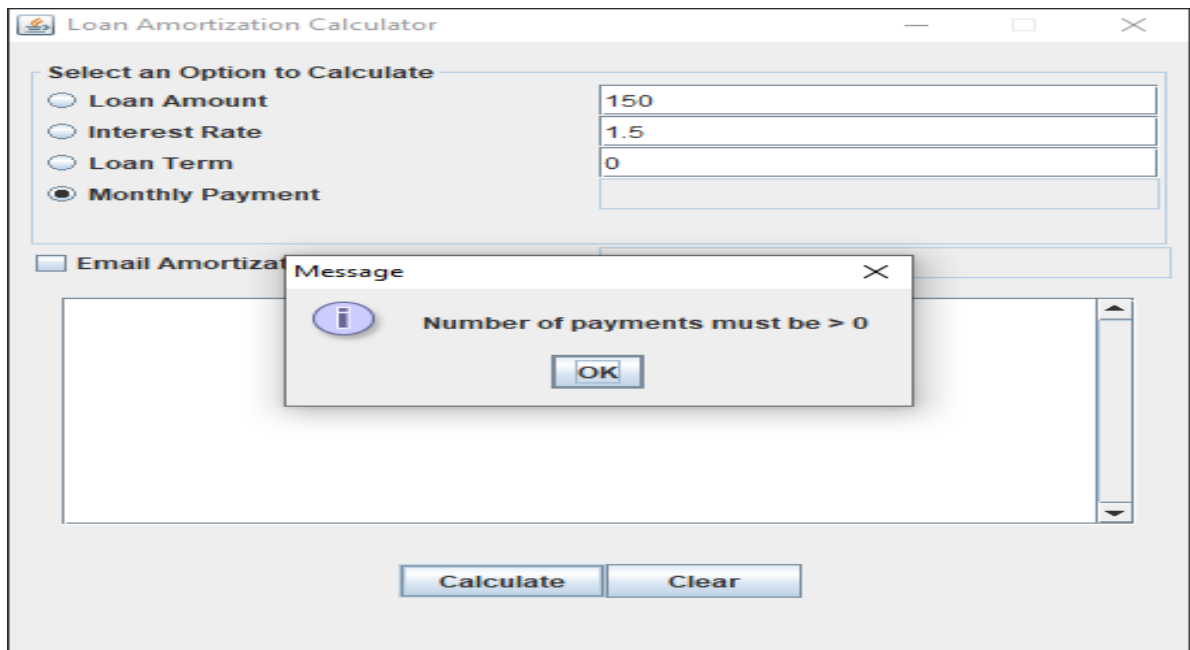 Loan Amortization Calculator
Select an Option to Calculate
Loan Amount 150
Interest Rate 1.5
Loan Term 0
Monthly Payment
Email Amortizat
Message
Number of payments must be > 0
OK
Calculate Clear